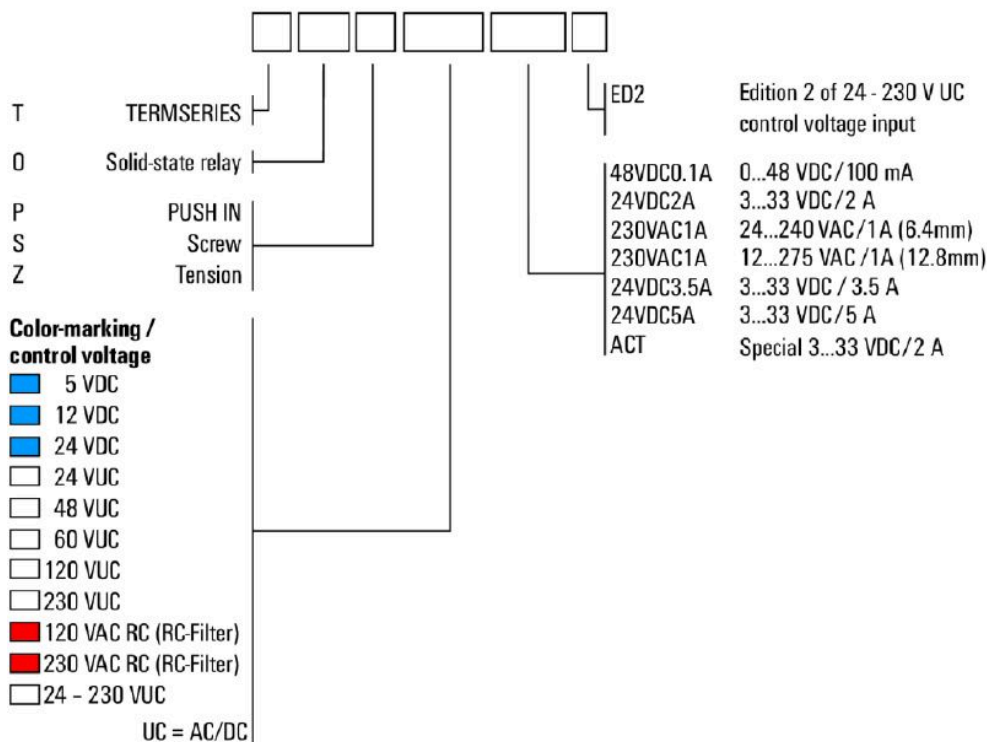 T TERMSERIES
O Solid-state relay
P PUSH IN
S Screw
Z Tension
Color-marking /
control voltage
5 VDC
12 VDC
24 VDC
24 VUC
48 VUC
60 VUC
120 VUC
230 VUC
120 VAC RC (RC-Filter)
230 VAC RC (RC-Filter)
24 – 230 VUC
UC = AC/DC
ED2 Edition 2 of 24 - 230 V UC
control voltage input
48VDC0.1A 0...48 VDC/100 mA
24VDC2A 3...33 VDC/2 A
230VAC1A 24...240 VAC/1A (6.4mm)
230VAC1A 12...275 VAC /1A (12.8mm)
24VDC3.5A 3...33 VDC / 3.5 A
24VDC5A 3...33 VDC/5 A
ACT Special 3...33 VDC/2 A